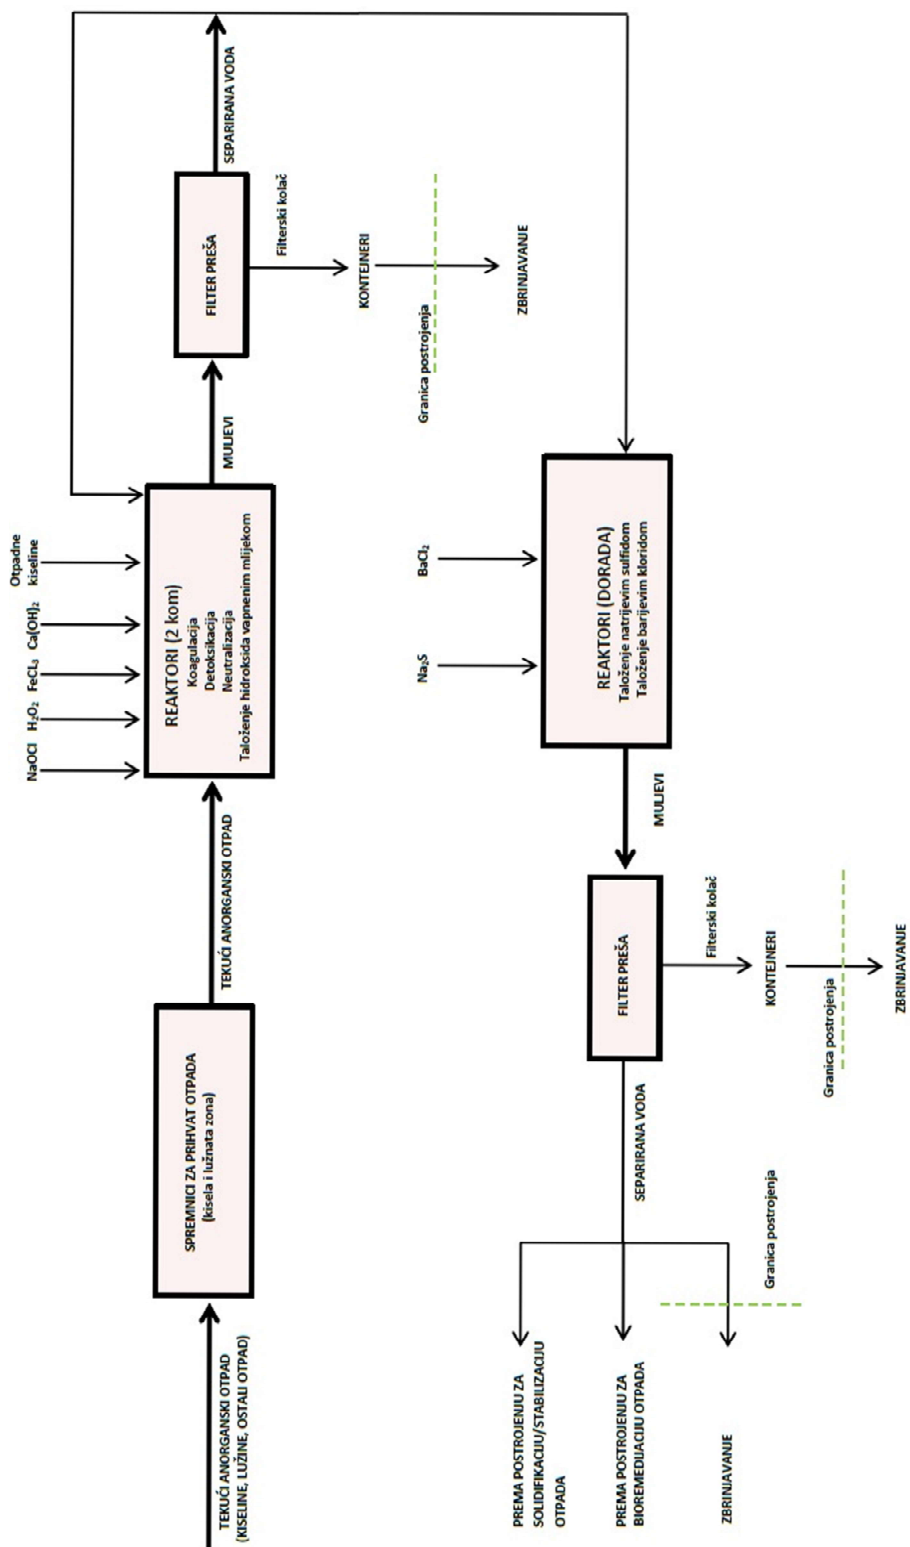 TEKUĆI ANORGANSKI OTPAD
(KISELINE, LUŽINE, OSTALI OTPAD)
SPREMNICI ZA PRIHVAT OTPADA
(kisela i lužnata zona)
TEKUĆI ANORGANSKI OTPAD
NaOCl
H₂O₂
FeCL₃
Ca(OH)₂
Otpadne
kiseline
REAKTORI (2 kom)
Koagulacija
Detoksikacija
Neutralizacija
Taloženje hidroksida vapnenim mlijekom
MULJEVI
FILTER PREŠA
SEPARIRANA VODA
Filterski kolač
KONTEJNERI
Granica postrojenja
ZBRINJAVANJE
Na₂S
BaCl₂
REAKTORI (DORADA)
Taloženje natrijevim sulfidom
Taloženje barijevim kloridom
MULJEVI
FILTER PREŠA
Filterski kolač
KONTEJNERI
Granica postrojenja
ZBRINJAVANJE
SEPARIRANA VODA
Granica postrojenja
PREMA POSTROJENJU ZA
SOLIDIFIKACIJU/STABILIZACIJU
OTPADA
PREMA POSTROJENJU ZA
BIOREMEDIJACIJU OTPADA
ZBRINJAVANJE